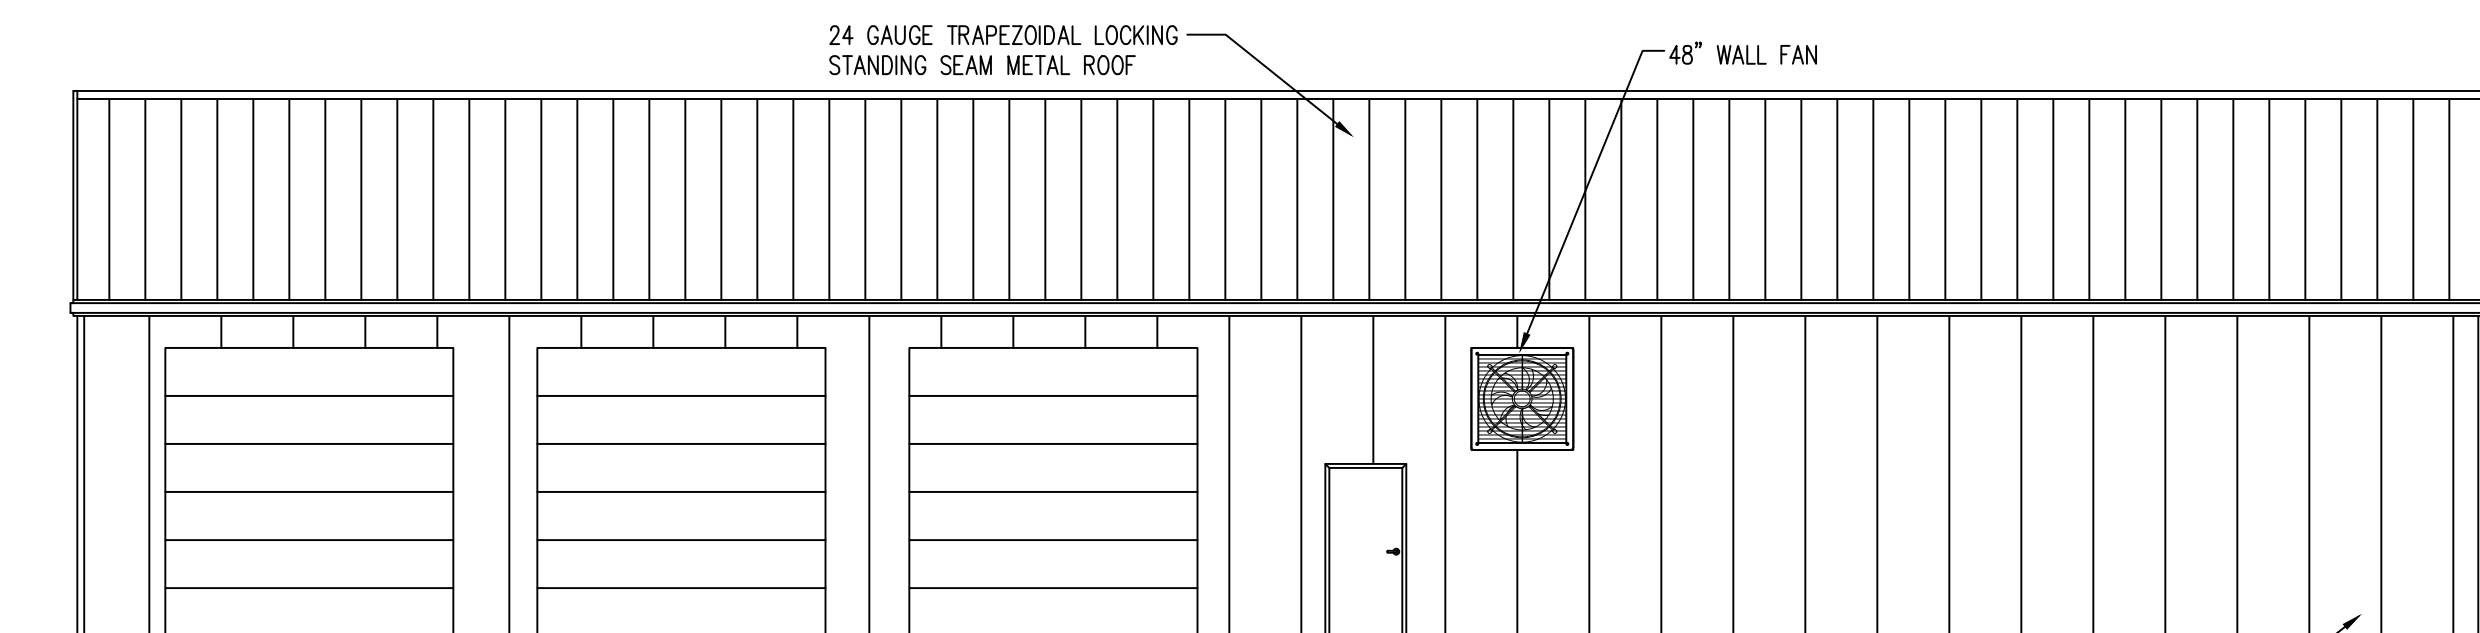 24 GAUGE TRAPEZOIDAL LOCKING
STANDING SEAM METAL ROOF
48” WALL FAN